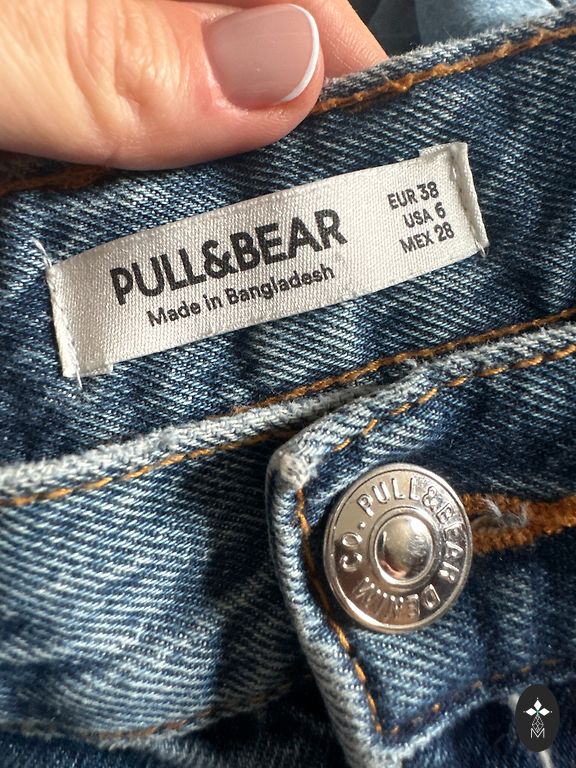 PULL&BEAR
Made in Bangladesh
EUR 38
USA 6
MEX 28
PULL&BEAR DENIM CO.